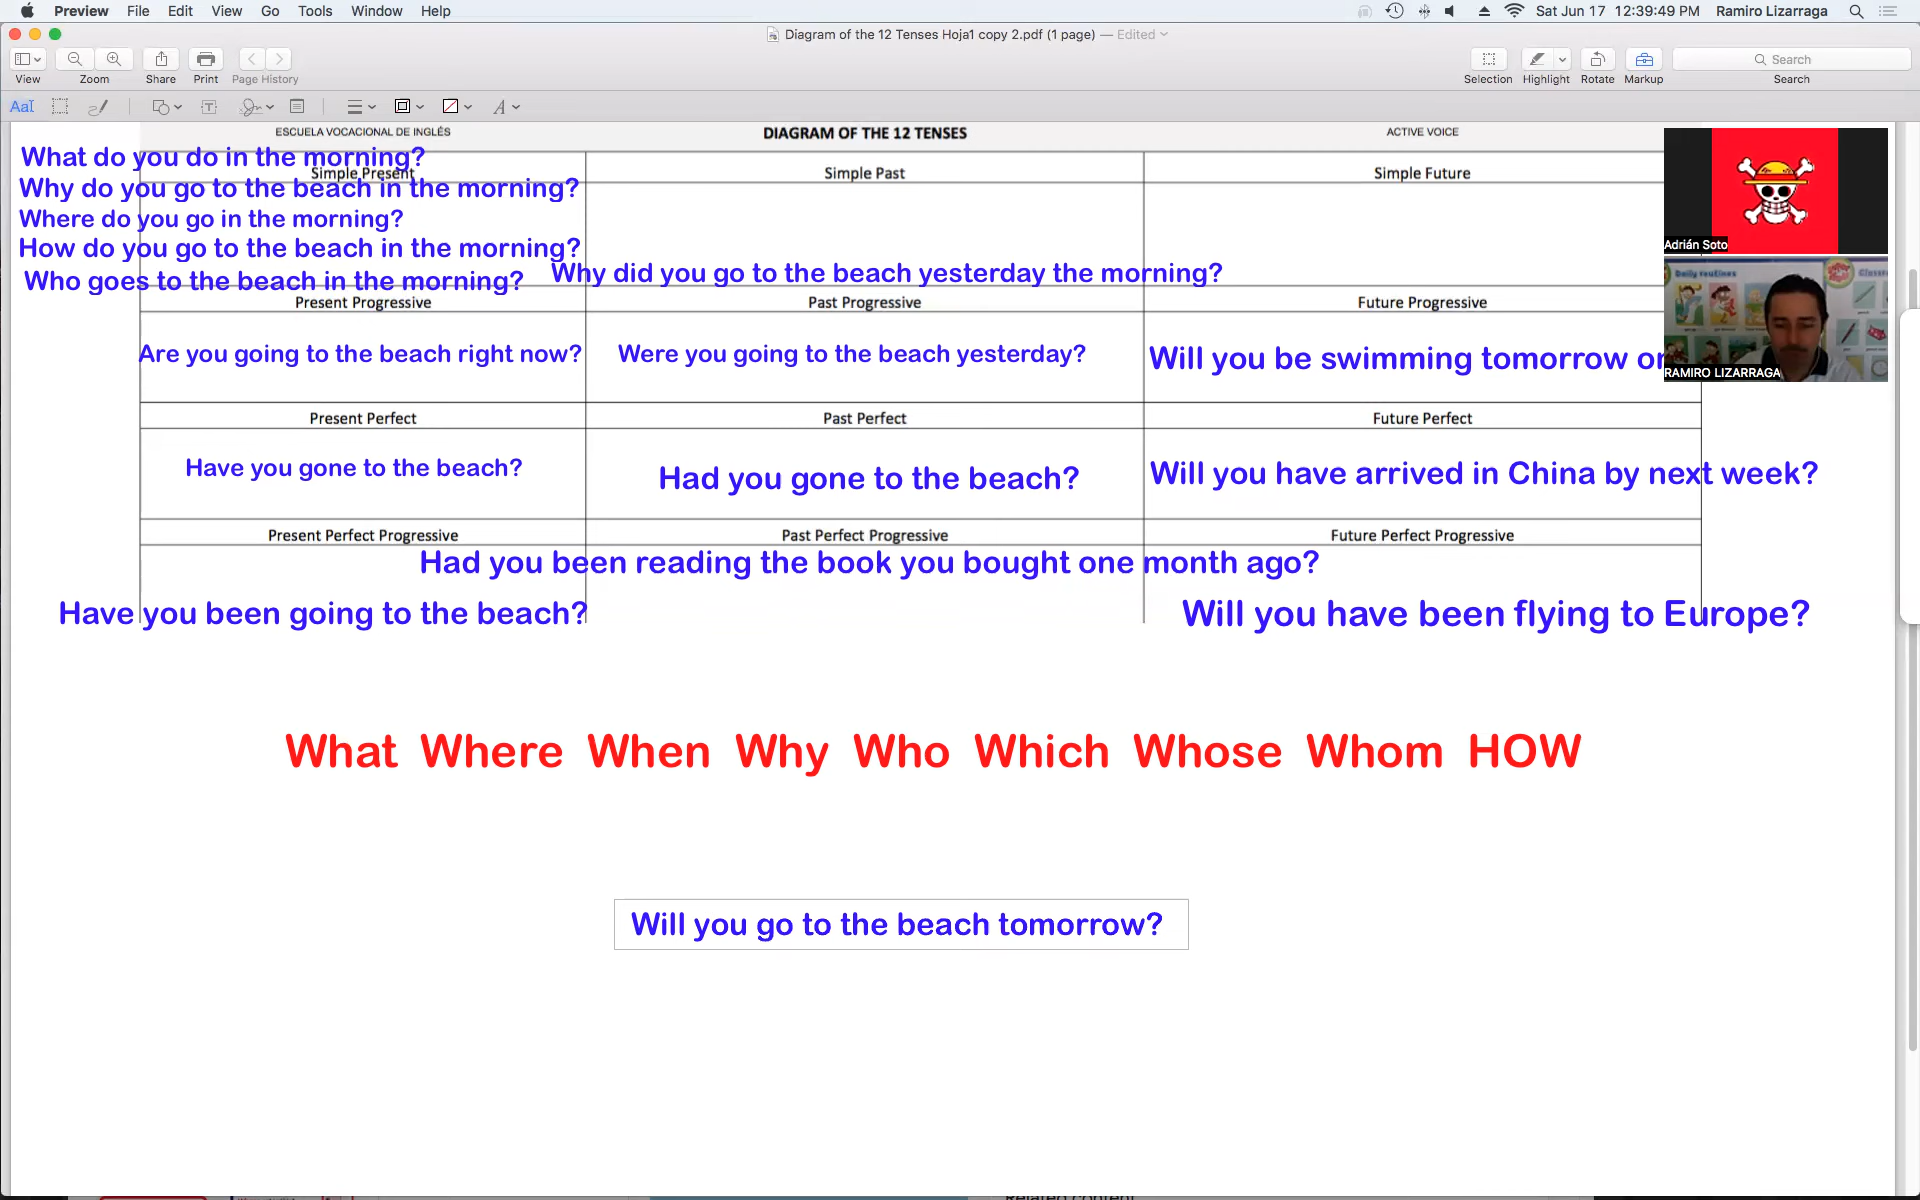 Preview File Edit View Go Tools Window Help Sat Jun 17 12:39:49 PM Ramiro Lizarraga
Diagram of the 12 Tenses Hoja1 copy 2.pdf (1 page) — Edited
View Zoom Share Print Page History Selection Highlight Rotate Markup Search
Search
ESCUELA VOCACIONAL DE INGLÉS DIAGRAM OF THE 12 TENSES ACTIVE VOICE
What do you do in the morning?
Simple Present Simple Past Simple Future
Why do you go to the beach in the morning?
Where do you go in the morning?
How do you go to the beach in the morning?
Who goes to the beach in the morning? Why did you go to the beach yesterday the morning?
Present Progressive Past Progressive Future Progressive
Are you going to the beach right now? Were you going to the beach yesterday? Will you be swimming tomorrow
Present Perfect Past Perfect Future Perfect
Have you gone to the beach? Had you gone to the beach? Will you have arrived in China by next week?
Present Perfect Progressive Past Perfect Progressive Future Perfect Progressive
Had you been reading the book you bought one month ago?
Have you been going to the beach? Will you have been flying to Europe?
What Where When Why Who Which Whose Whom HOW
Will you go to the beach tomorrow?
Adrián Soto
Daily routines
RAMIRO LIZARRAGA